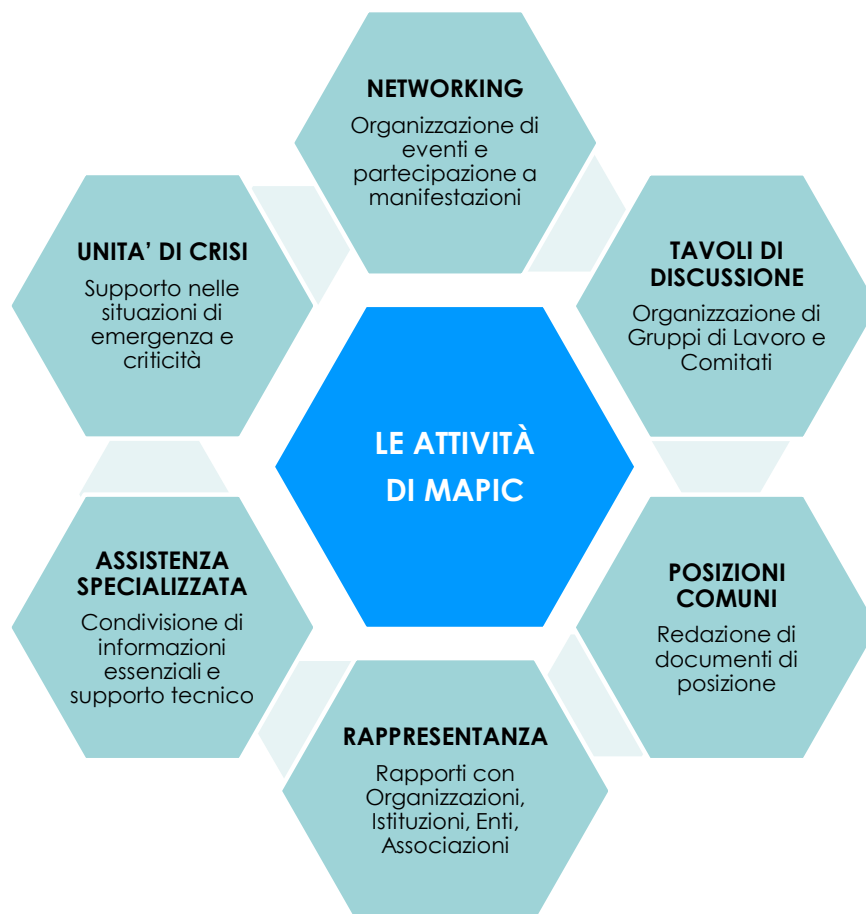 NETWORKING
Organizzazione di
eventi e
partecipazione a
manifestazioni
UNITA’ DI CRISI
Supporto nelle
situazioni di
emergenza e
criticità
TAVOLI DI
DISCUSSIONE
Organizzazione di
Gruppi di Lavoro e
Comitati
LE ATTIVITÀ
DI MAPIC
ASSISTENZA
SPECIALIZZATA
Condivisione di
informazioni
essenziali e
supporto tecnico
POSIZIONI
COMUNI
Redazione di
documenti di
posizione
RAPPRESENTANZA
Rapporti con
Organizzazioni,
Istituzioni, Enti,
Associazioni